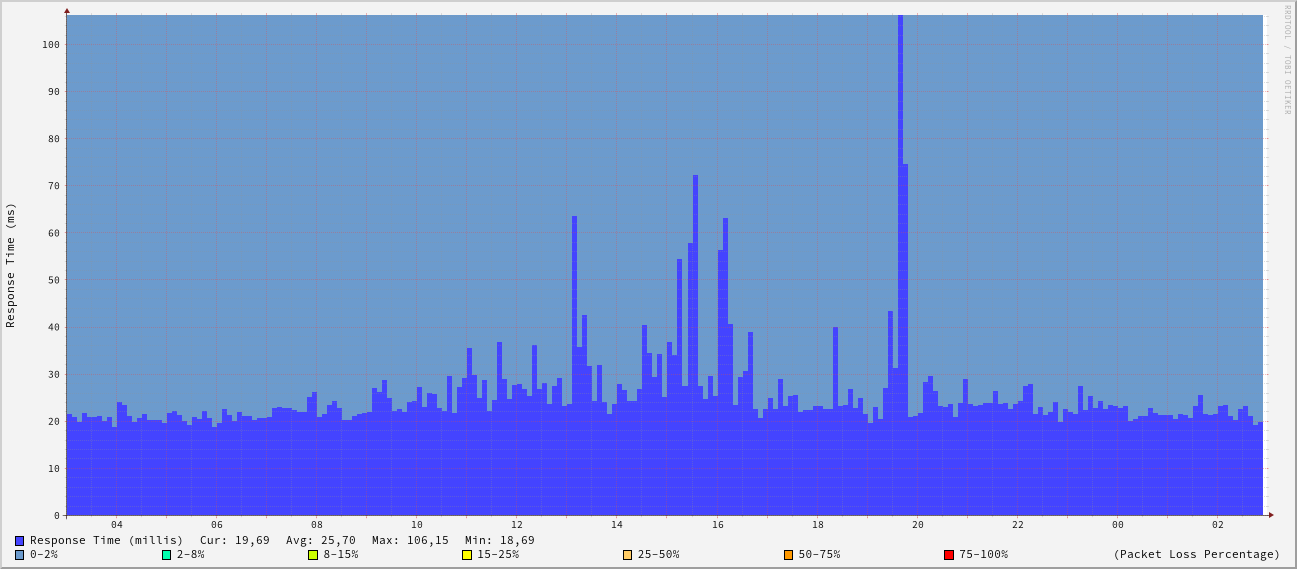 RRDTOOL / TOBI OETIKER
Response Time (ms)
100
90
80
70
60
50
40
30
20
10
0
04 06 08 10 12 14 16 18 20 22 00 02
Response Time (millis) Cur: 19,69 Avg: 25,70 Max: 106,15 Min: 18,69
0-2% 2-8% 8-15% 15-25% 25-50% 50-75% 75-100% (Packet Loss Percentage)